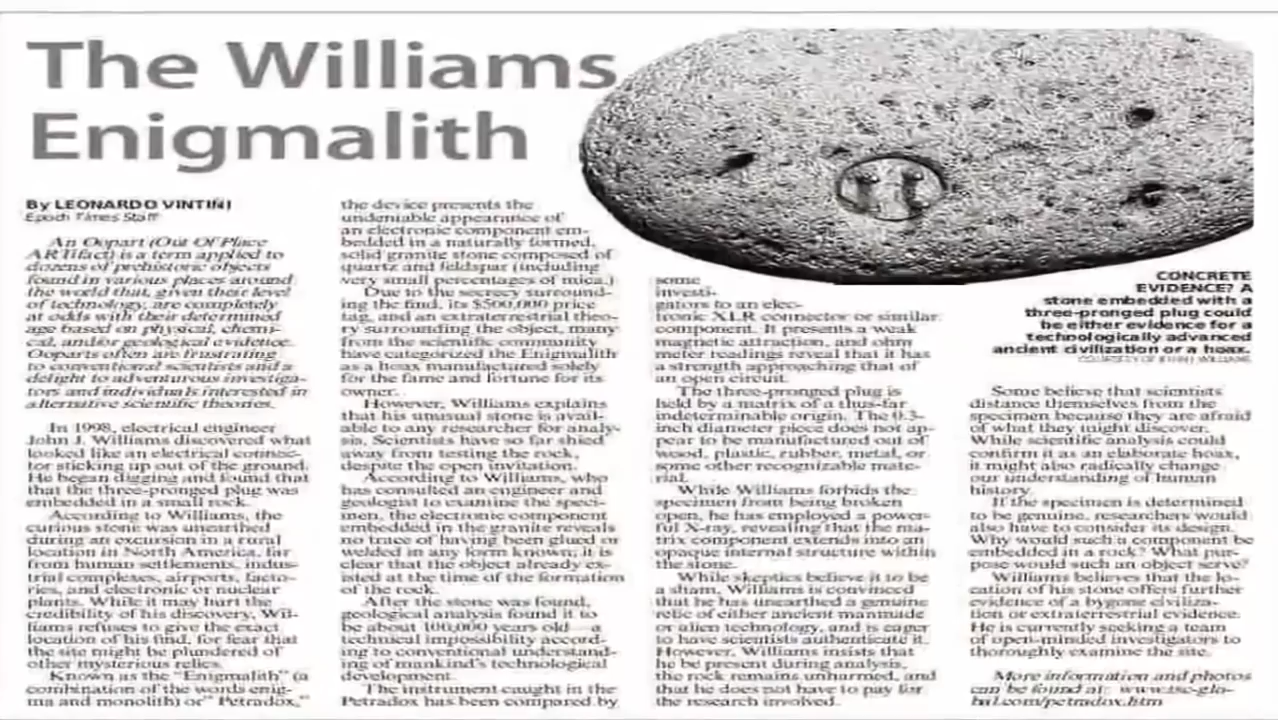 The Williams
Enigmalith
By LEONARDO VINTIÑI
Epoch Times Staff
An Oopart (Out Of Place
ARTifact) is a term applied to
dozens of prehistoric objects
found in various places around
the world that, given their level
of technology, are completely
at odds with their determined
age based on physical, chemi-
cal, and/or geological evidence.
Ooparts often are frustrating
to conventional scientists and a
delight to adventurous investiga-
tors and individuals interested in
alternative scientific theories.
In 1998, electrical engineer
John J. Williams discovered what
looked like an electrical connec-
tor sticking up out of the ground.
He began digging and found that
that the three-pronged plug was
embedded in a small rock.
According to Williams, the
curious stone was unearthed
during an excursion in a rural
location in North America, far
from human settlements, indus-
trial complexes, airports, facto-
ries, and electronic or nuclear
plants. While it may hurt the
credibility of his discovery, Wil-
liams refuses to give the exact
location of his find, for fear that
the site might be plundered of
other mysterious relics.
Known as the "Enigmalith" (a
combination of the words enig-
ma and monolith) or "Petradox,"
the device presents the
undeniable appearance of
an electronic component em-
bedded in a naturally formed,
solid granite stone composed of
quartz and feldspar (including
very small percentages of mica.)
Due to the secrecy surround-
ing the find, its $500,000 price
tag, and an extraterrestrial theo-
ry surrounding the object, many
from the scientific community
have categorized the Enigmalith
as a hoax manufactured solely
for the fame and fortune for its
owner.
However, Williams explains
that his unusual stone is avail-
able to any researcher for analy-
sis. Scientists have so far shied
away from testing the rock,
despite the open invitation.
According to Williams, who
has consulted an engineer and
geologist to examine the speci-
men, the electronic component
embedded in the granite reveals
no trace of having been glued or
welded in any form known; it is
clear that the object already ex-
isted at the time of the formation
of the rock.
After the stone was found,
geological analysis found it to
be about 100,000 years old—a
technical impossibility accord-
ing to conventional understand-
ing of mankind's technological
development.
The instrument caught in the
Petradox has been compared by
some
investi-
gators to an elec-
tronic XLR connector or similar
component. It presents a weak
magnetic attraction, and ohm
meter readings reveal that it has
a strength approaching that of
an open circuit.
The three-pronged plug is
held by a matrix of a thus-far
indeterminable origin. The 0.3-
inch diameter piece does not ap-
pear to be manufactured out of
wood, plastic, rubber, metal, or
some other recognizable mate-
rial.
While Williams forbids the
specimen from being broken
open, he has employed a power-
ful X-ray, revealing that the ma-
trix component extends into an
opaque internal structure within
the stone.
While skeptics believe it to be
a sham, Williams is convinced
that he has unearthed a genuine
relic of either ancient manmade
or alien technology, and is eager
to have scientists authenticate it.
However, Williams insists that
he be present during analysis,
the rock remains unharmed, and
that he does not have to pay for
the research involved.
CONCRETE
EVIDENCE? A
stone embedded with a
three-pronged plug could
be either evidence for a
technologically advanced
ancient civilization or a hoax.
COURTESY OF JOHN J. WILLIAMS
Some believe that scientists
distance themselves from the
specimen because they are afraid
of what they might discover.
While scientific analysis could
confirm it as an elaborate hoax,
it might also radically change
our understanding of human
history.
If the specimen is determined
to be genuine, researchers would
also have to consider its design.
Why would such a component be
embedded in a rock? What pur-
pose would such an object serve?
Williams believes that the lo-
cation of his stone offers further
evidence of a bygone civiliza-
tion or extraterrestrial evidence.
He is currently seeking a team
of open-minded investigators to
thoroughly examine the site.
More information and photos
can be found at: www.tsc-glo-
bal.com/petradox.htm